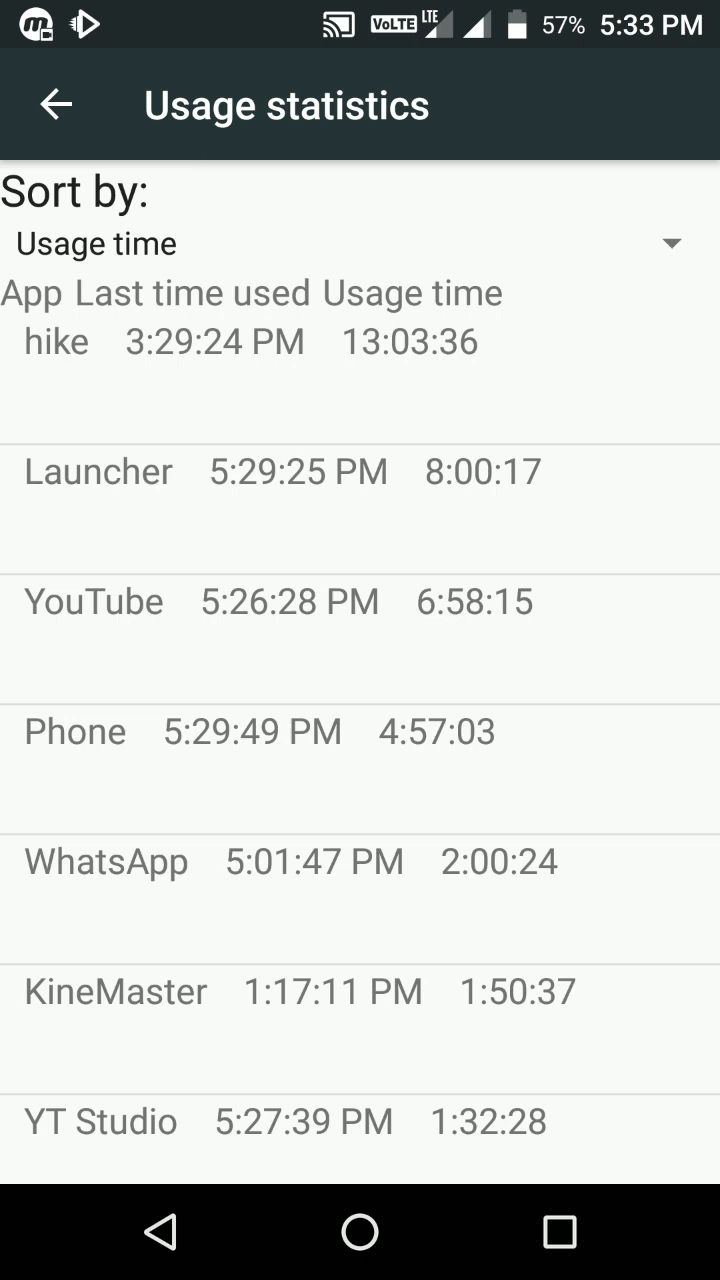 VoLTE LTE 57% 5:33 PM
Usage statistics
Sort by:
Usage time
App Last time used Usage time
hike 3:29:24 PM 13:03:36
Launcher 5:29:25 PM 8:00:17
YouTube 5:26:28 PM 6:58:15
Phone 5:29:49 PM 4:57:03
WhatsApp 5:01:47 PM 2:00:24
KineMaster 1:17:11 PM 1:50:37
YT Studio 5:27:39 PM 1:32:28